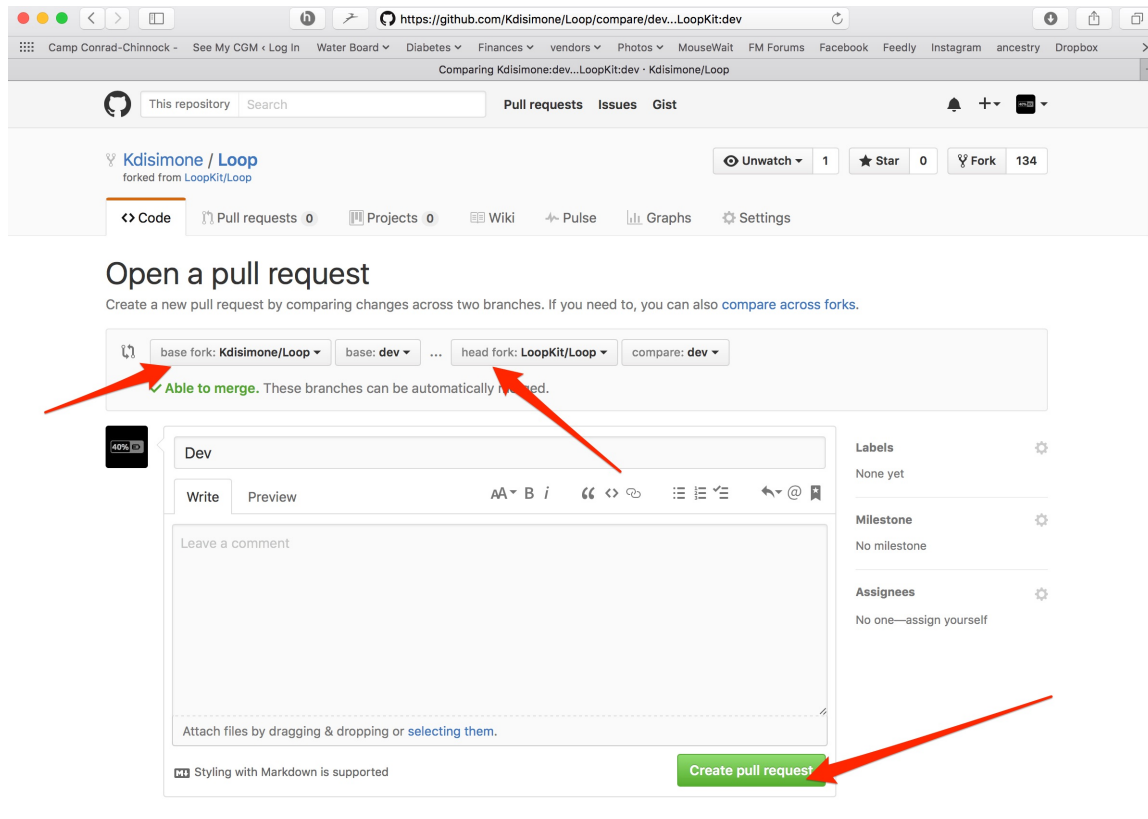 https://github.com/Kdisimone/Loop/compare/dev...LoopKit:dev
Camp Conrad-Chinnock - See My CGM ‹ Log In Water Board Diabetes Finances vendors Photos MouseWait FM Forums Facebook Feedly Instagram ancestry Dropbox
Comparing Kdisimone:dev...LoopKit:dev · Kdisimone/Loop
This repository Search Pull requests Issues Gist
Kdisimone / Loop Unwatch 1 Star 0 Fork 134
forked from LoopKit/Loop
Code Pull requests 0 Projects 0 Wiki Pulse Graphs Settings
Open a pull request
Create a new pull request by comparing changes across two branches. If you need to, you can also compare across forks.
base fork: Kdisimone/Loop base: dev ... head fork: LoopKit/Loop compare: dev
Able to merge. These branches can be automatically
40% Dev
Labels
None yet
Write Preview AA B i @
Leave a comment
Milestone
No milestone
Assignees
No one—assign yourself
Attach files by dragging & dropping or selecting them.
Styling with Markdown is supported Create pull request